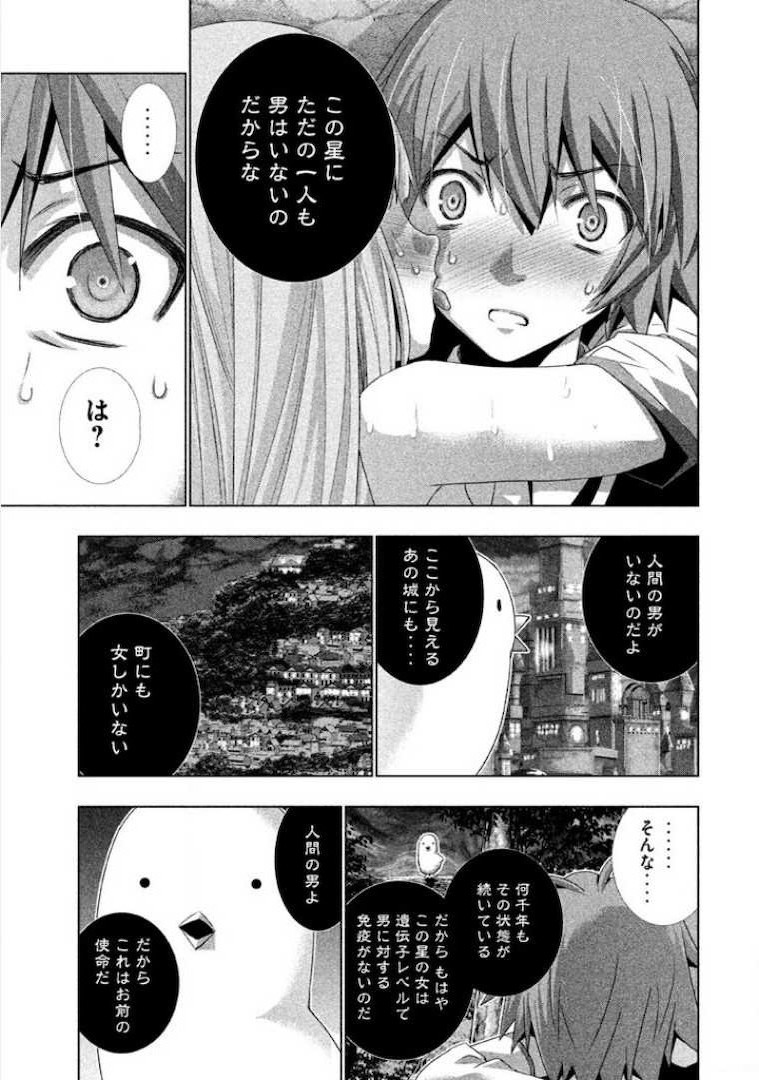 この星に
ただの一人も
男はいないの
だからな
・・・・・・
は?
人間の男が
いないのだよ
ここから見える
あの城にも・・・・
町にも
女しかいない
・・・・・・
そんな・・・・
何千年も
その状態が
続いている
だから もはや
この星の女は
遺伝子レベルで
男に対する
免疫がないのだ
人間の男よ
だから
これはお前の
使命だ